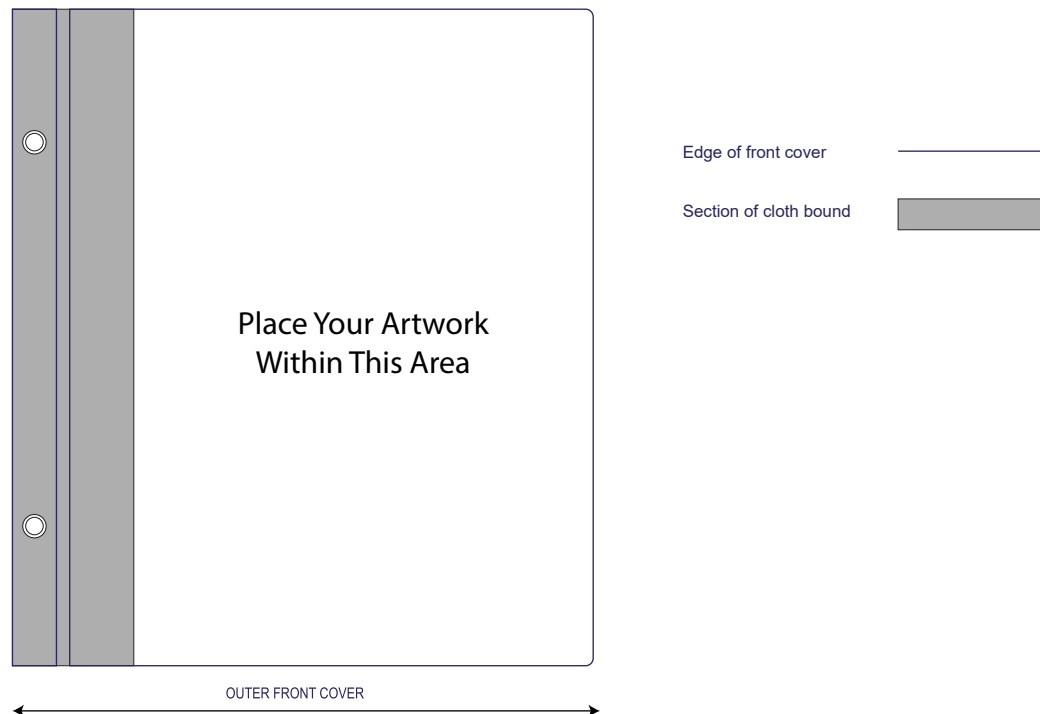 Edge of front cover
Section of cloth bound
Place Your Artwork
Within This Area
OUTER FRONT COVER